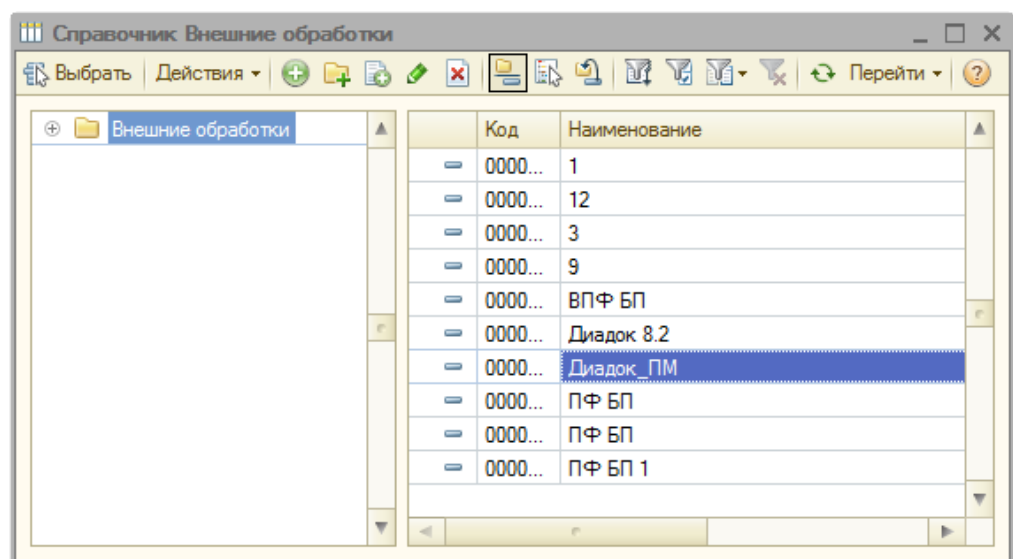 Справочник Внешние обработки
Выбрать Действия Перейти ?
Внешние обработки
Код Наименование
0000... 1
0000... 12
0000... 3
0000... 9
0000... ВПФ БП
0000... Диадок 8.2
0000... Диадок_ПМ
0000... ПФ БП
0000... ПФ БП
0000... ПФ БП 1